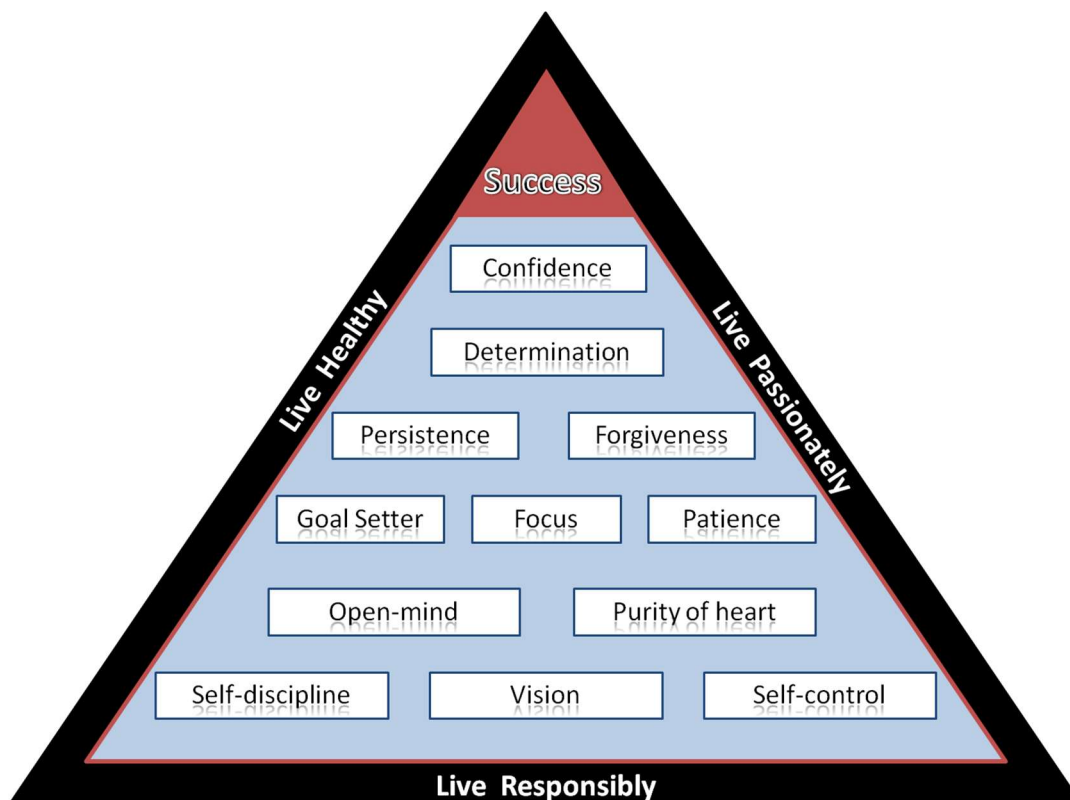 Success
Confidence
Live Healthy
Live Passionately
Determination
Persistence Forgiveness
Goal Setter Focus Patience
Open-mind Purity of heart
Self-discipline Vision Self-control
Live Responsibly